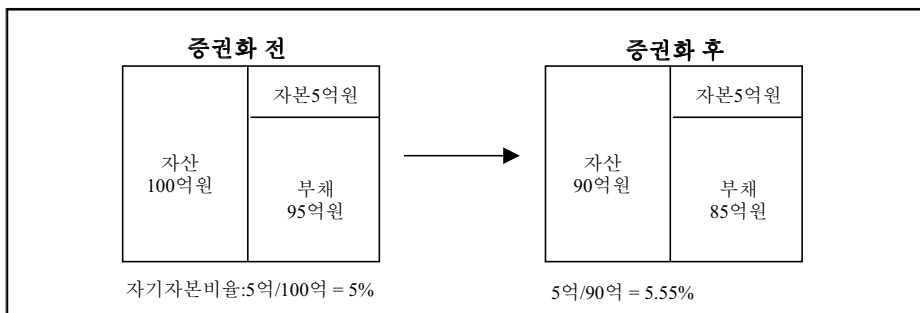 증권화 전
자본5억원
자산
100억원
부채
95억원
자기자본비율:5억/100억 = 5%
증권화 후
자본5억원
자산
90억원
부채
85억원
5억/90억 = 5.55%